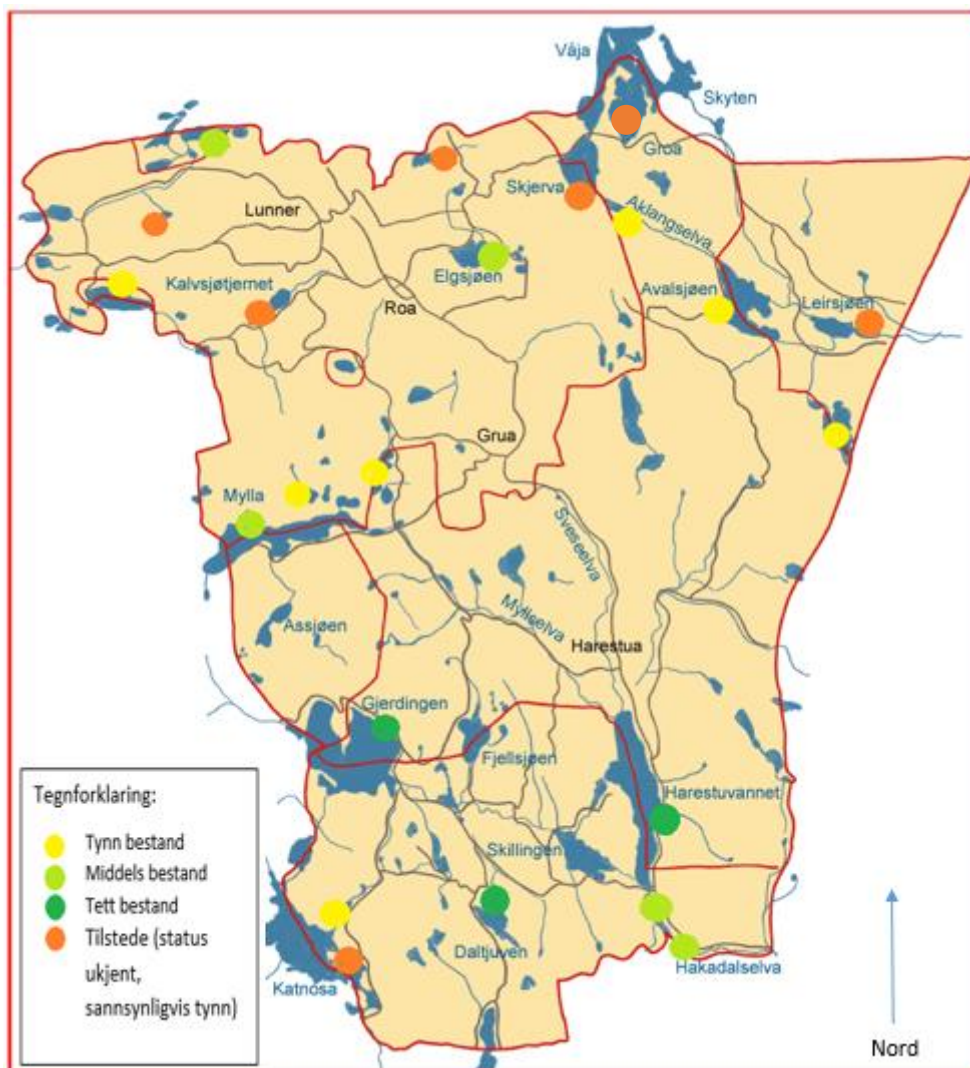 Våja
Skyten
Groa
Skjerva
Lunner
Aklangselva
Elgsjøen
Kalvsjøtjernet
Avalsjøen
Leirsjøen
Roa
Grua
Mylla
Sveseelva
Myllselva
Assjøen
Harestua
Gjerdingen
Fjellsjøen
Harestuvannet
Skillingen
Daltjuven
Hakadalselva
Katnosa
Tegnforklaring:
Tynn bestand
Middels bestand
Tett bestand
Tilstede (status
ukjent,
sannsynligvis tynn)
Nord